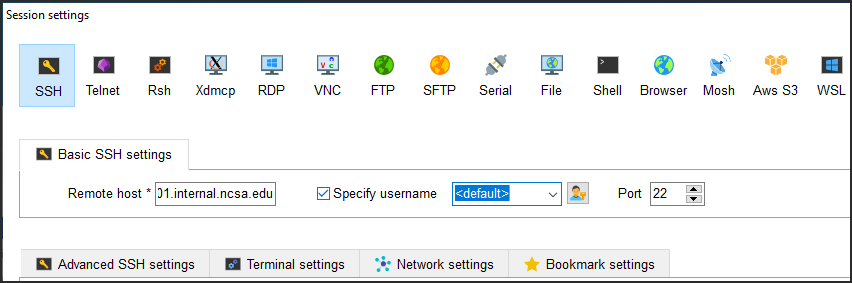 Session settings
SSH Telnet Rsh Xdmcp RDP VNC FTP SFTP Serial File Shell Browser Mosh Aws S3 WSL
Basic SSH settings
Remote host * 01.internal.ncsa.edu Specify username <default> Port 22
Advanced SSH settings Terminal settings Network settings Bookmark settings